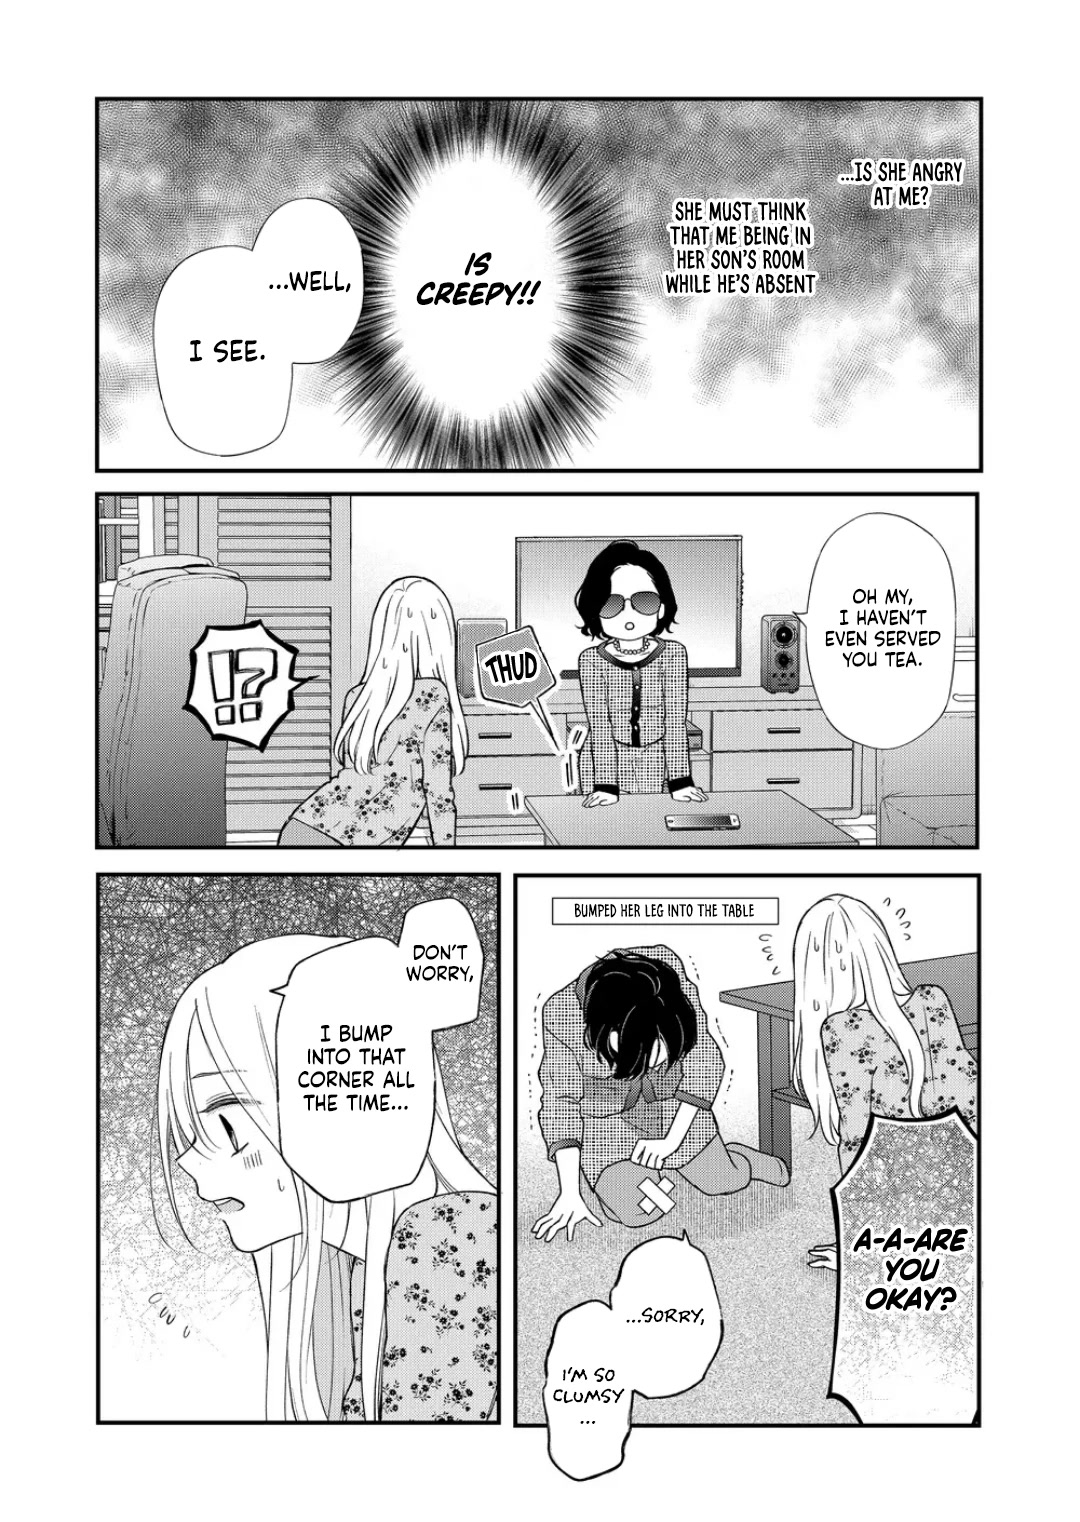 ...IS SHE ANGRY
AT ME?
SHE MUST THINK
THAT ME BEING IN
HER SON'S ROOM
WHILE HE'S ABSENT
IS
CREEPY!!
...WELL,
I SEE.
OH MY,
I HAVEN'T
EVEN SERVED
YOU TEA.
THUD
!?
BUMPED HER LEG INTO THE TABLE
A-A-ARE
YOU
OKAY?
...SORRY,
I'M SO
CLUMSY
...
DON'T
WORRY,
I BUMP
INTO THAT
CORNER ALL
THE TIME...